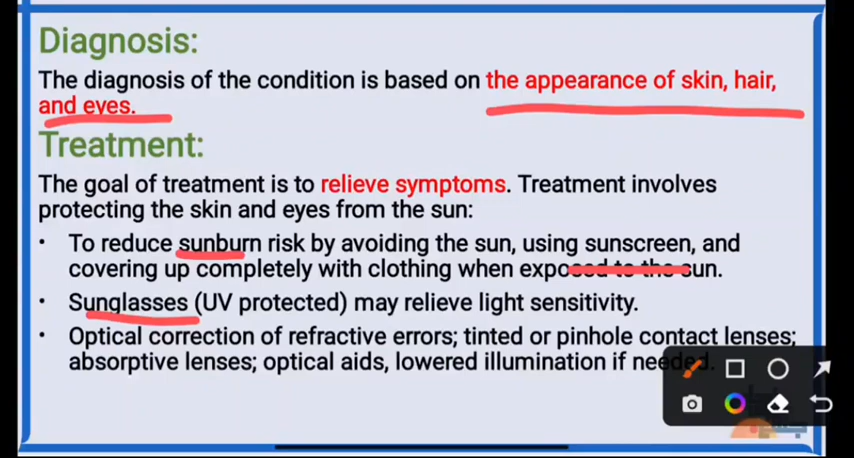 Diagnosis:
The diagnosis of the condition is based on the appearance of skin, hair,
and eyes.
Treatment:
The goal of treatment is to relieve symptoms. Treatment involves
protecting the skin and eyes from the sun:
• To reduce sunburn risk by avoiding the sun, using sunscreen, and
covering up completely with clothing when exposed to the sun.
• Sunglasses (UV protected) may relieve light sensitivity.
• Optical correction of refractive errors; tinted or pinhole contact lenses;
absorptive lenses; optical aids, lowered illumination if needed.